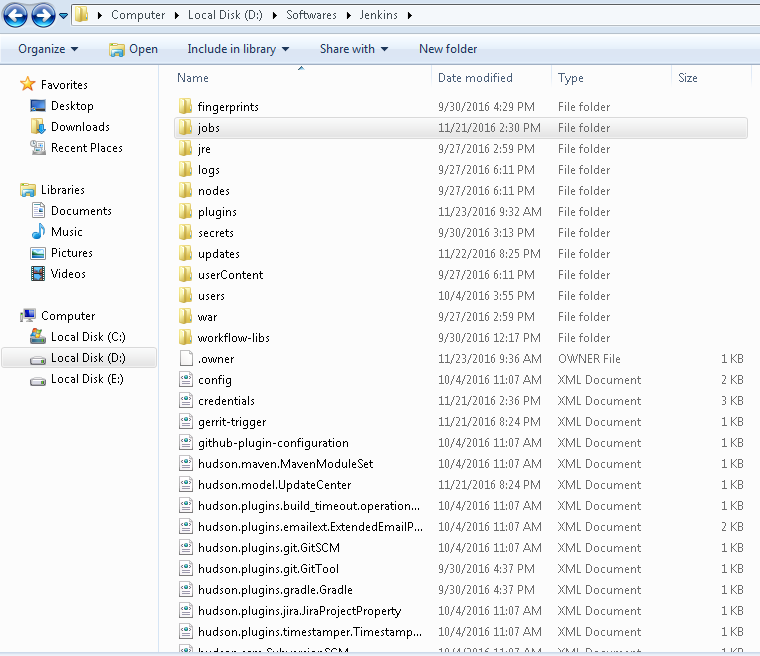 Computer Local Disk (D:) Softwares Jenkins
Organize Open Include in library Share with New folder
Name Date modified Type Size
Favorites
Desktop
Downloads
Recent Places
Libraries
Documents
Music
Pictures
Videos
Computer
Local Disk (C:)
Local Disk (D:)
Local Disk (E:)
fingerprints 9/30/2016 4:29 PM File folder
jobs 11/21/2016 2:30 PM File folder
jre 9/27/2016 2:59 PM File folder
logs 9/27/2016 6:11 PM File folder
nodes 9/27/2016 6:11 PM File folder
plugins 11/23/2016 9:32 AM File folder
secrets 9/30/2016 3:13 PM File folder
updates 11/22/2016 8:25 PM File folder
userContent 9/27/2016 6:11 PM File folder
users 10/4/2016 3:55 PM File folder
war 9/27/2016 2:59 PM File folder
workflow-libs 9/30/2016 12:17 PM File folder
.owner 11/23/2016 9:36 AM OWNER File 1 KB
config 10/4/2016 11:07 AM XML Document 2 KB
credentials 11/21/2016 2:36 PM XML Document 3 KB
gerrit-trigger 11/21/2016 8:24 PM XML Document 1 KB
github-plugin-configuration 10/4/2016 11:07 AM XML Document 1 KB
hudson.maven.MavenModuleSet 10/4/2016 11:07 AM XML Document 1 KB
hudson.model.UpdateCenter 11/21/2016 8:24 PM XML Document 1 KB
hudson.plugins.build_timeout.operation... 10/4/2016 11:07 AM XML Document 1 KB
hudson.plugins.emailext.ExtendedEmailP... 10/4/2016 11:07 AM XML Document 2 KB
hudson.plugins.git.GitSCM 10/4/2016 11:07 AM XML Document 1 KB
hudson.plugins.git.GitTool 9/30/2016 4:37 PM XML Document 1 KB
hudson.plugins.gradle.Gradle 9/30/2016 4:37 PM XML Document 1 KB
hudson.plugins.jira.JiraProjectProperty 10/4/2016 11:07 AM XML Document 1 KB
hudson.plugins.timestamper.Timestamp... 10/4/2016 11:07 AM XML Document 1 KB